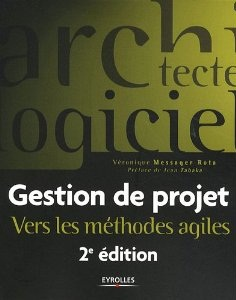 archi
tecte
logiciel
Véronique Messager Rota
Préface de Jean Tabaka
Gestion de projet
Vers les méthodes agiles
2e édition
EYROLLES